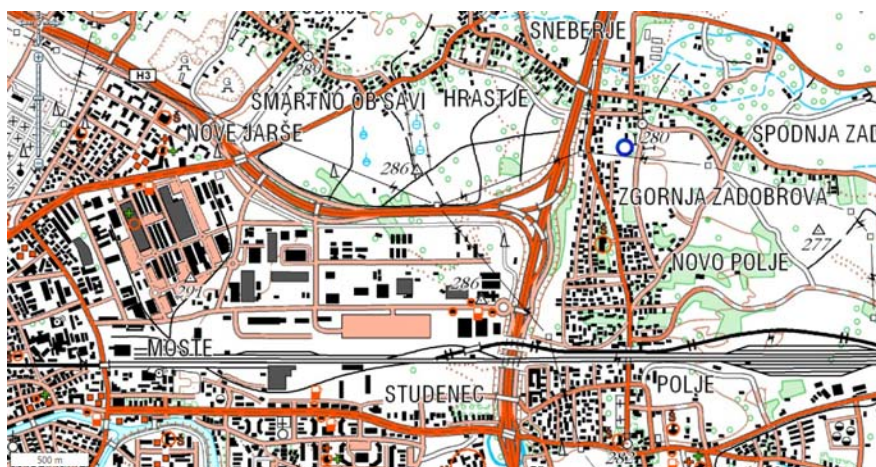 SNEBERJE
H3
ŠMARTNO OB SAVI
HRASTJE
NOVE JARŠE
286
280
SPODNJA ZAD
ZGORNJA ZADOBROVA
277
NOVO POLJE
291
286
MOSTE
STUDENEC
POLJE
282
500 m